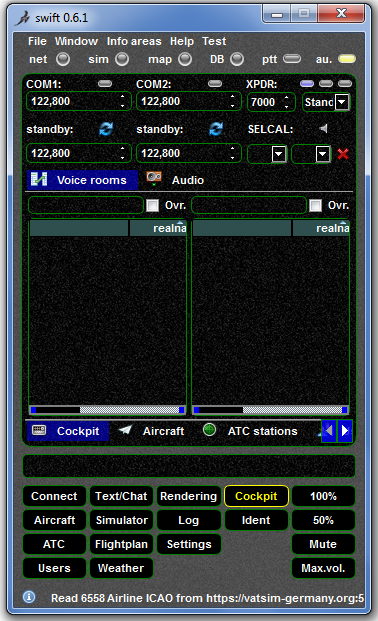 swift 0.6.1
File Window Info areas Help Test
net sim map DB ptt au.
COM1: COM2: XPDR:
122,800 122,800 7000 Stanc
standby: standby: SELCAL:
122,800 122,800
Voice rooms Audio
Ovr. Ovr.
realna realna
Cockpit Aircraft ATC stations
Connect Text/Chat Rendering Cockpit 100%
Aircraft Simulator Log Ident 50%
ATC Flightplan Settings Mute
Users Weather Max.vol.
Read 6558 Airline ICAO from https://vatsim-germany.org:5